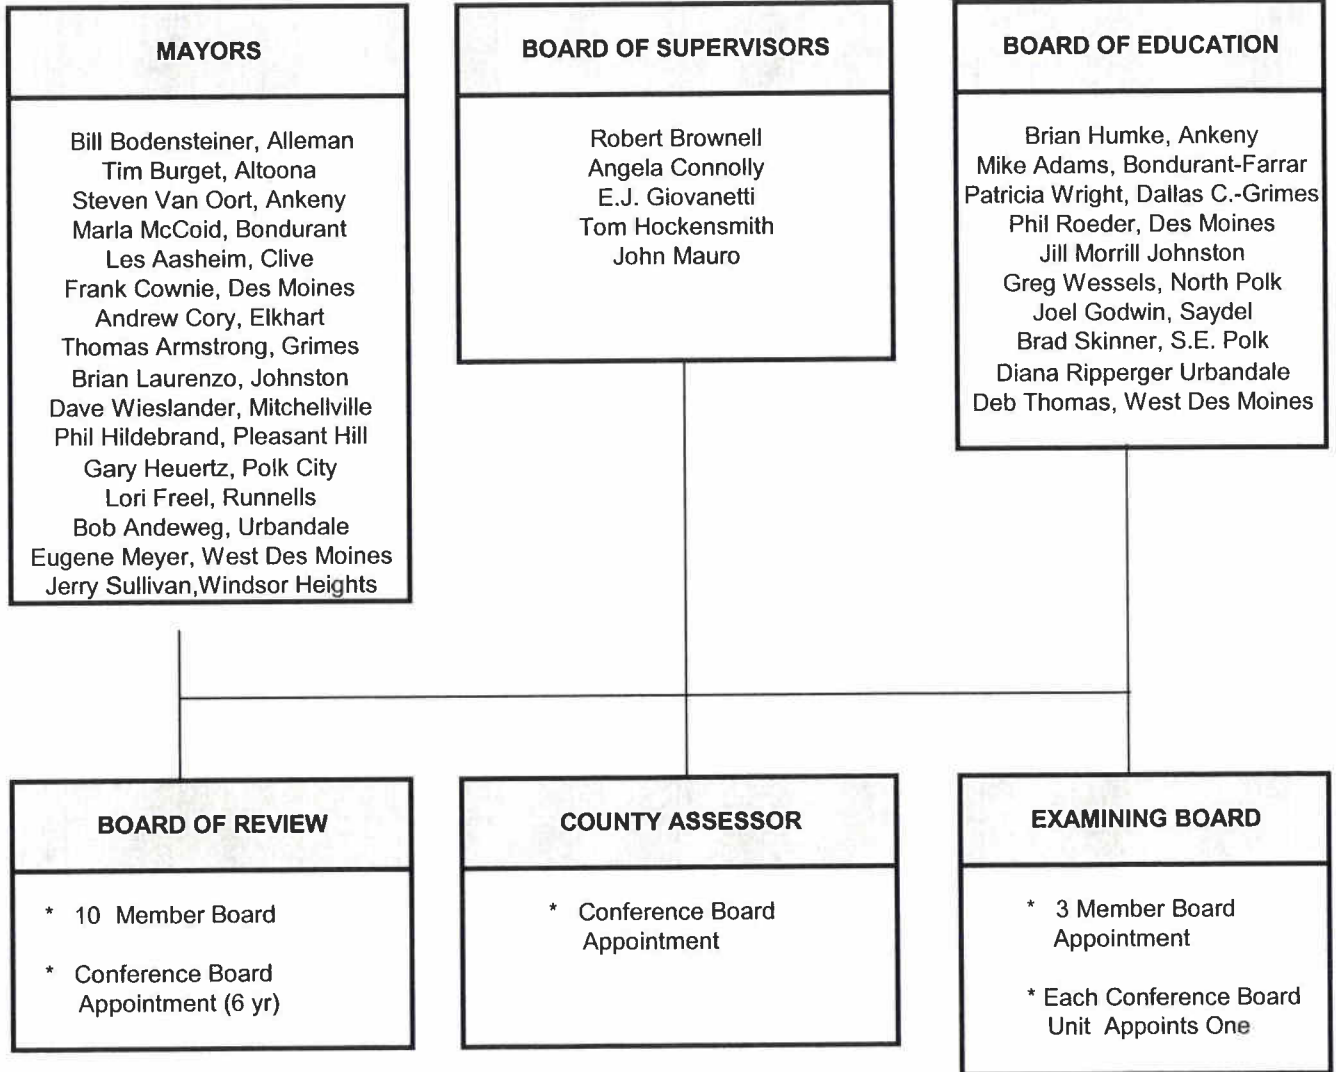 MAYORS
Bill Bodensteiner, Alleman
Tim Burget, Altoona
Steven Van Oort, Ankeny
Marla McCoid, Bondurant
Les Aasheim, Clive
Frank Cownie, Des Moines
Andrew Cory, Elkhart
Thomas Armstrong, Grimes
Brian Laurenzo, Johnston
Dave Wieslander, Mitchellville
Phil Hildebrand, Pleasant Hill
Gary Heuertz, Polk City
Lori Freel, Runnells
Bob Andeweg, Urbandale
Eugene Meyer, West Des Moines
Jerry Sullivan,Windsor Heights
BOARD OF SUPERVISORS
Robert Brownell
Angela Connolly
E.J. Giovanetti
Tom Hockensmith
John Mauro
BOARD OF EDUCATION
Brian Humke, Ankeny
Mike Adams, Bondurant-Farrar
Patricia Wright, Dallas C.-Grimes
Phil Roeder, Des Moines
Jill Morrill Johnston
Greg Wessels, North Polk
Joel Godwin, Saydel
Brad Skinner, S.E. Polk
Diana Ripperger Urbandale
Deb Thomas, West Des Moines
BOARD OF REVIEW
* 10 Member Board
* Conference Board
Appointment (6 yr)
COUNTY ASSESSOR
* Conference Board
Appointment
EXAMINING BOARD
* 3 Member Board
Appointment
* Each Conference Board
Unit Appoints One